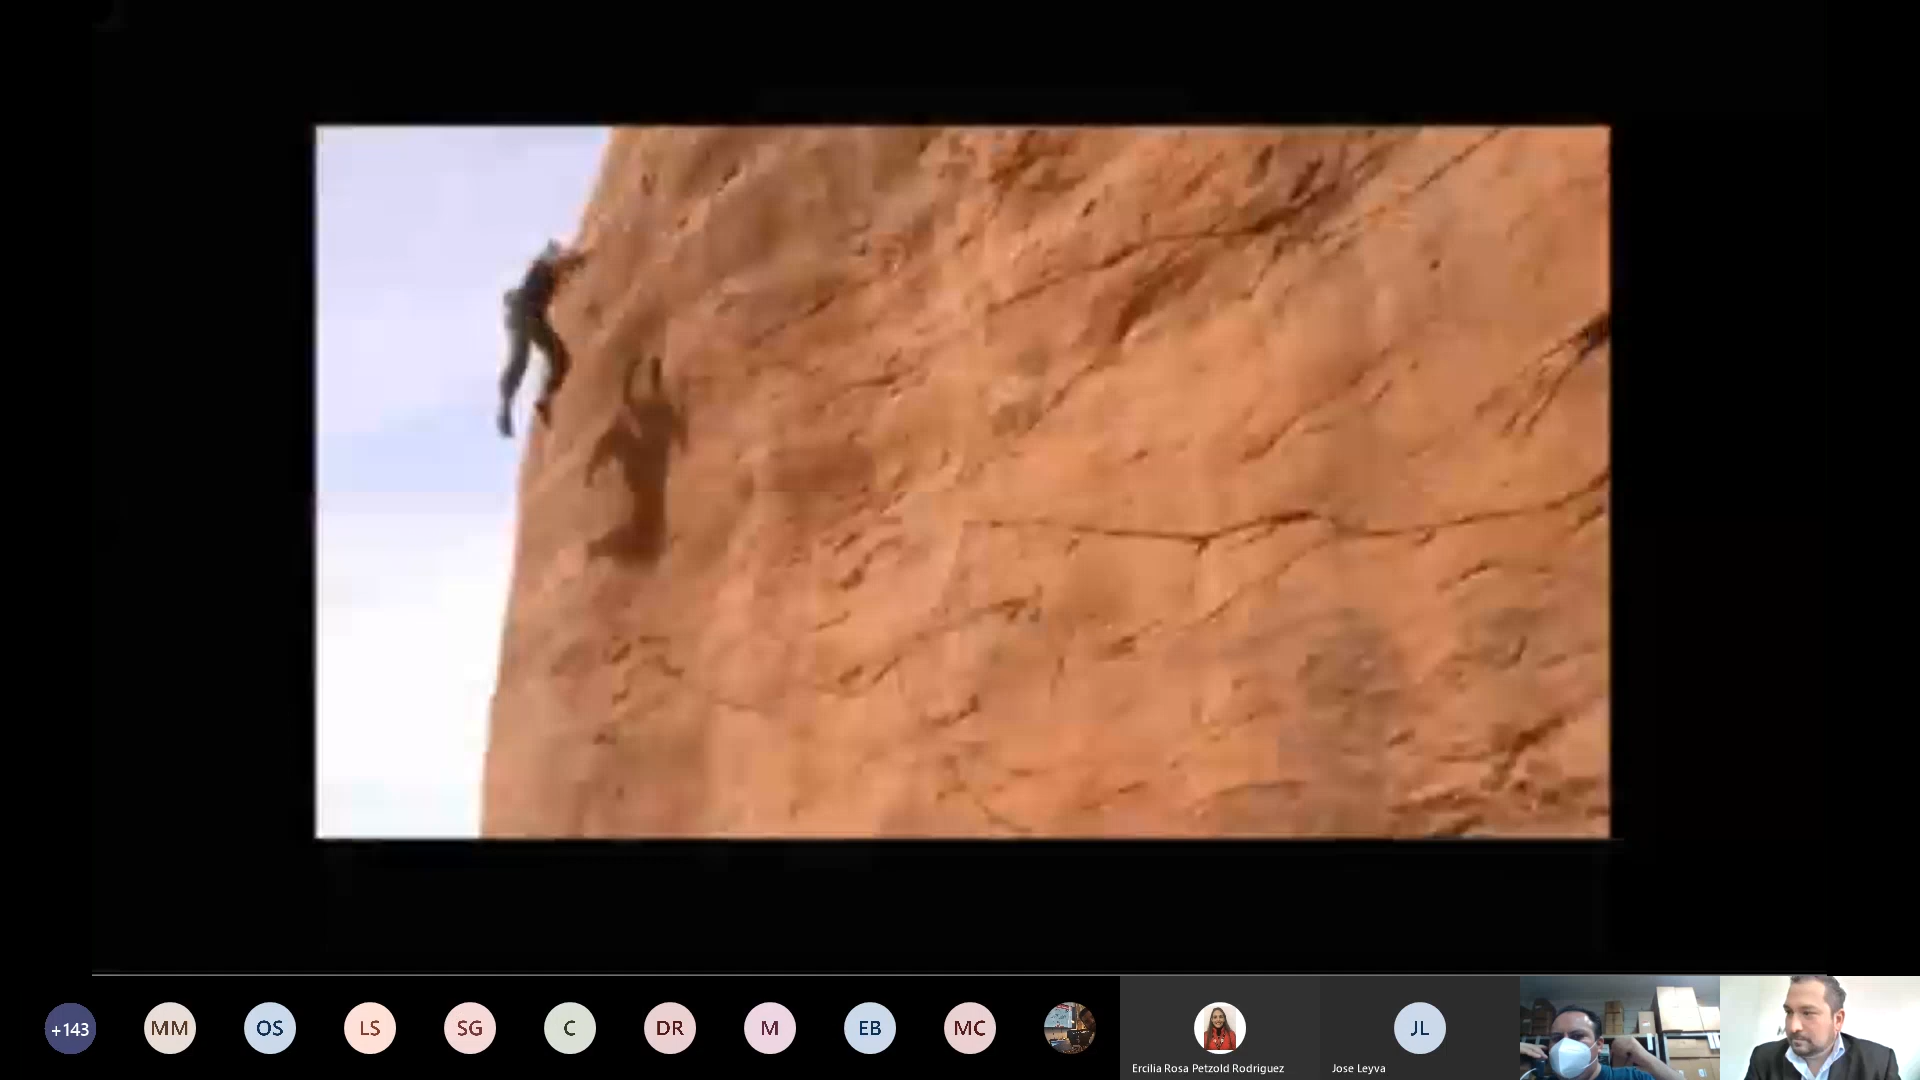 +143
MM
OS
LS
SG
C
DR
M
EB
MC
JL
Ercilia Rosa Petzold Rodriguez
Jose Leyva